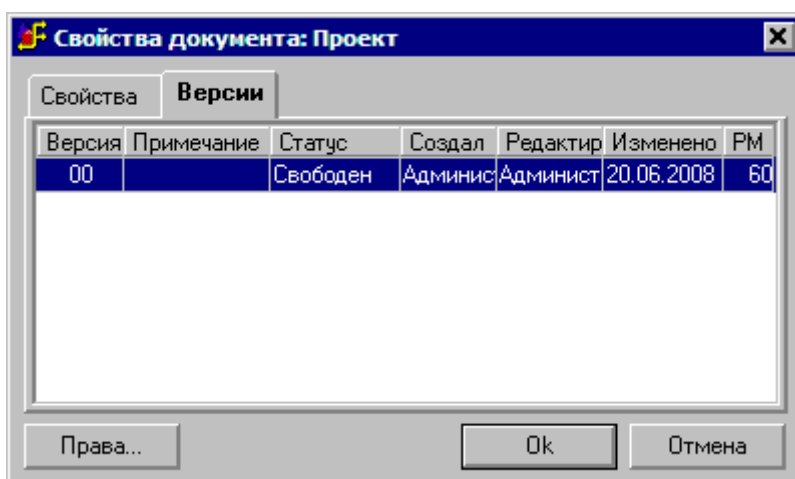 Свойства документа: Проект
Свойства Версии
Версия Примечание Статус Создал Редактир Изменено РМ
00 Свободен Админис Админист 20.06.2008 60
Права... Ok Отмена